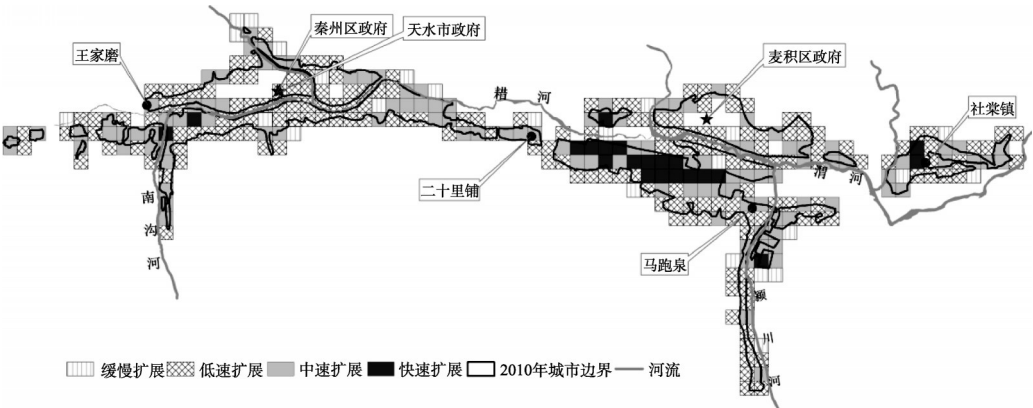 秦州区政府
天水市政府
王家磨
麦积区政府
社棠镇
耤河
二十里铺
渭河
南沟河
马跑泉
颍川河
缓慢扩展
低速扩展
中速扩展
快速扩展
2010年城市边界
河流